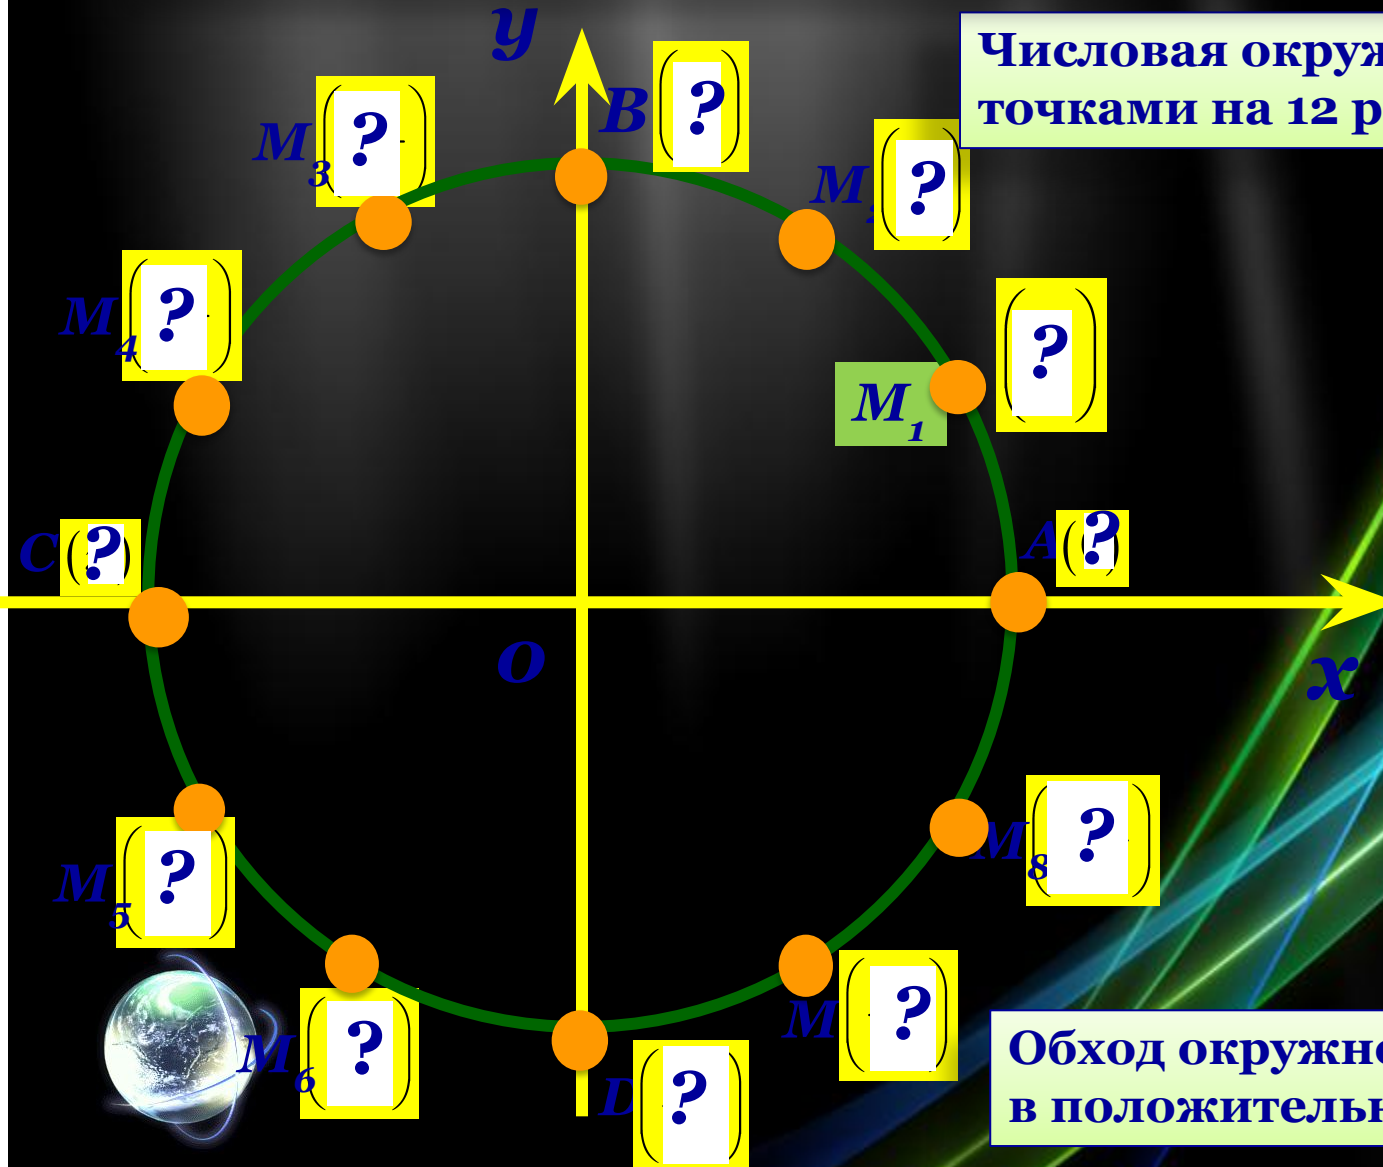 y
Числовая окруж
точками на 12 р
B ( ? )
M3 ( ? )
M2 ( ? )
M4 ( ? )
( ? )
M1
C ( ? )
A ( ? )
O
x
M8 ( ? )
M5 ( ? )
M ( ? )
M6 ( ? )
Обход окружно
в положительн
D ( ? )